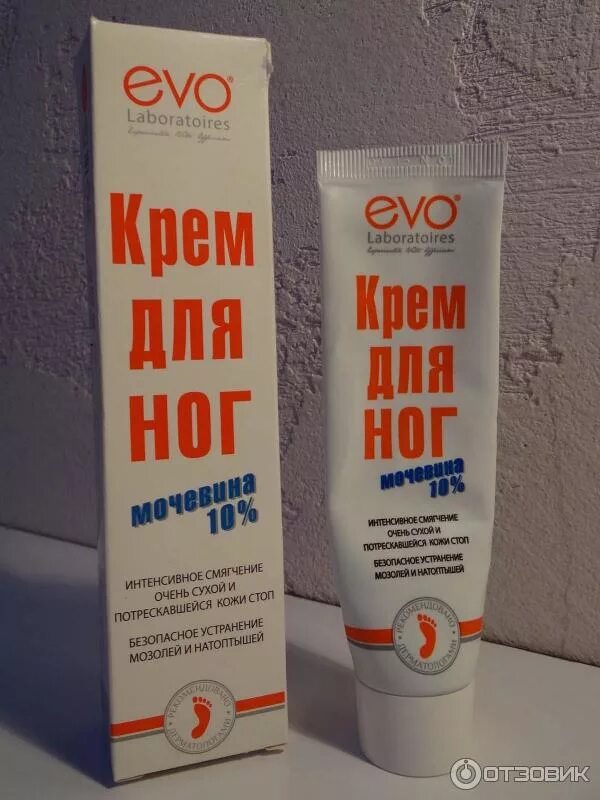 evo®
Laboratoires
Крем
для
ног
мочевина
10%
ИНТЕНСИВНОЕ СМЯГЧЕНИЕ
ОЧЕНЬ СУХОЙ И
ПОТРЕСКАВШЕЙСЯ КОЖИ СТОП
БЕЗОПАСНОЕ УСТРАНЕНИЕ
МОЗОЛЕЙ И НАТОПТЫШЕЙ
РЕКОМЕНДОВАНО
ДЕРМАТОЛОГАМИ
evo®
Laboratoires
Крем
для
ног
мочевина
10%
ИНТЕНСИВНОЕ СМЯГЧЕНИЕ
ОЧЕНЬ СУХОЙ И
ПОТРЕСКАВШЕЙСЯ КОЖИ СТОП
БЕЗОПАСНОЕ УСТРАНЕНИЕ
МОЗОЛЕЙ И НАТОПТЫШЕЙ
РЕКОМЕНДОВАНО
ДЕРМАТОЛОГАМИ
ОТЗОВИК